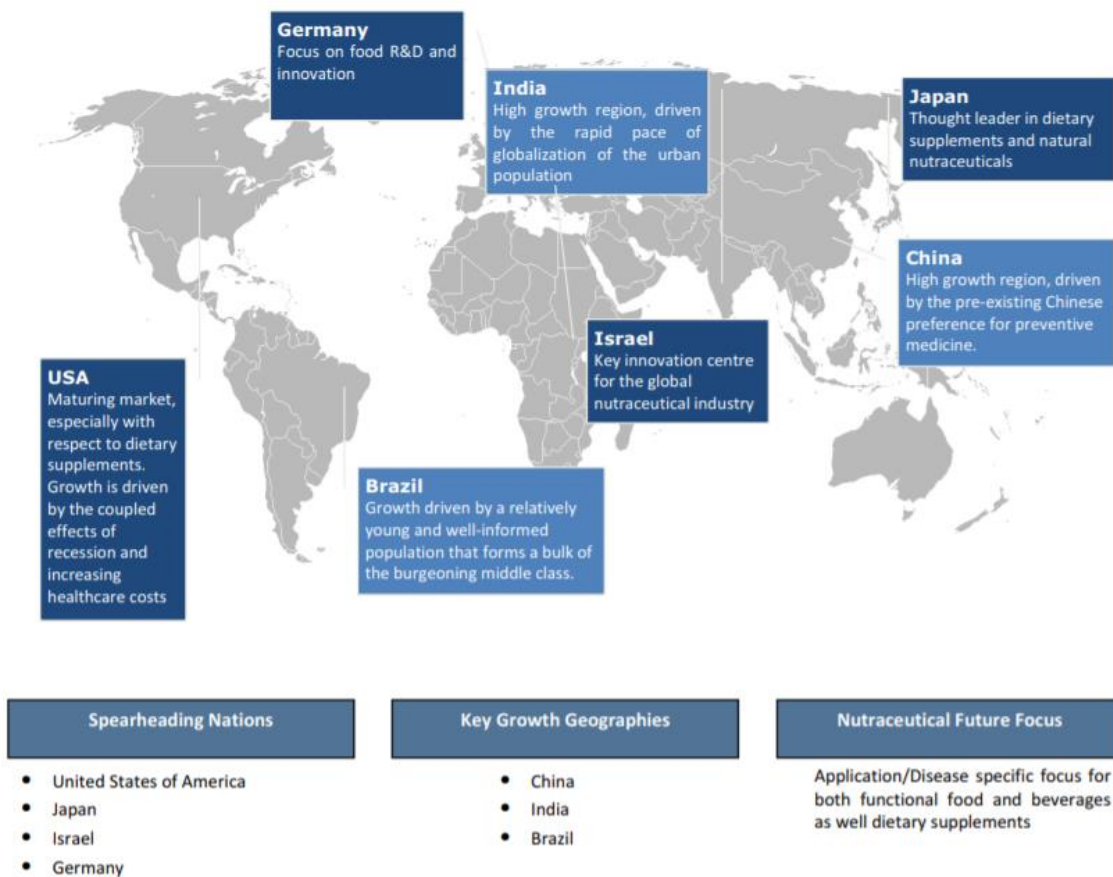 Germany
Focus on food R&D and
innovation
India
High growth region, driven
by the rapid pace of
globalization of the urban
population
Japan
Thought leader in dietary
supplements and natural
nutraceuticals
China
High growth region, driven
by the pre-existing Chinese
preference for preventive
medicine.
Israel
Key innovation centre
for the global
nutraceutical industry
USA
Maturing market,
especially with
respect to dietary
supplements.
Growth is driven
by the coupled
effects of
recession and
increasing
healthcare costs
Brazil
Growth driven by a relatively
young and well-informed
population that forms a bulk of
the burgeoning middle class.
Spearheading Nations
• United States of America
• Japan
• Israel
• Germany
Key Growth Geographies
• China
• India
• Brazil
Nutraceutical Future Focus
Application/Disease specific focus for
both functional food and beverages
as well dietary supplements